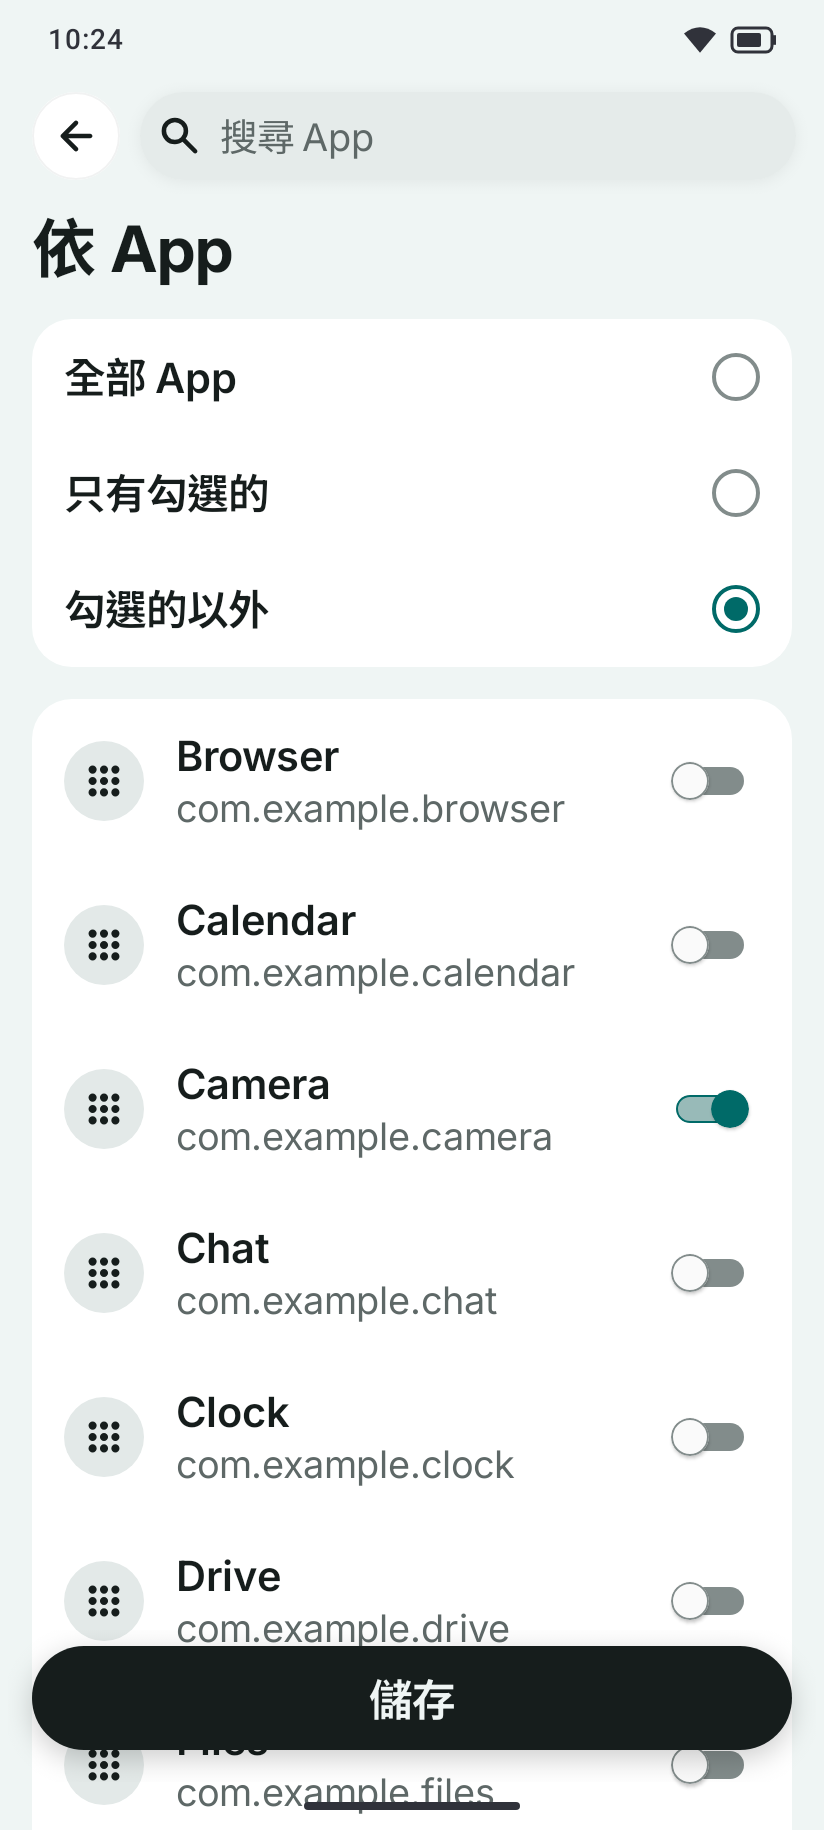 10:24
搜尋 App
依 App
全部 App
只有勾選的
勾選的以外
Browser
com.example.browser
Calendar
com.example.calendar
Camera
com.example.camera
Chat
com.example.chat
Clock
com.example.clock
Drive
com.example.drive
儲存
Files
com.example.files